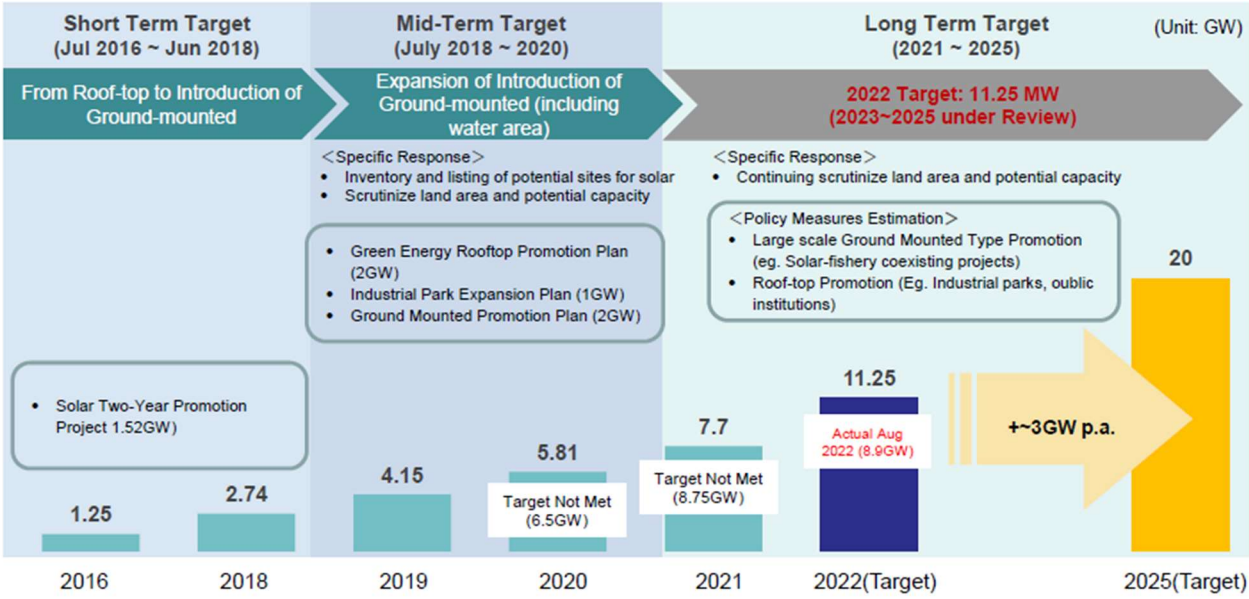 Short Term Target
(Jul 2016 ~ Jun 2018)
Mid-Term Target
(July 2018 ~ 2020)
Long Term Target
(2021 ~ 2025)
(Unit: GW)
From Roof-top to Introduction of
Ground-mounted
Expansion of Introduction of
Ground-mounted (including
water area)
2022 Target: 11.25 MW
(2023~2025 under Review)
＜Specific Response＞
• Inventory and listing of potential sites for solar
• Scrutinize land area and potential capacity
＜Specific Response＞
• Continuing scrutinize land area and potential capacity
• Green Energy Rooftop Promotion Plan
(2GW)
• Industrial Park Expansion Plan (1GW)
• Ground Mounted Promotion Plan (2GW)
＜Policy Measures Estimation＞
• Large scale Ground Mounted Type Promotion
(eg. Solar-fishery coexisting projects)
• Roof-top Promotion (Eg. Industrial parks, oublic
institutions)
• Solar Two-Year Promotion
Project 1.52GW)
1.25
2.74
4.15
5.81
Target Not Met
(6.5GW)
7.7
Target Not Met
(8.75GW)
11.25
Actual Aug
2022 (8.9GW)
+~3GW p.a.
20
2016
2018
2019
2020
2021
2022(Target)
2025(Target)